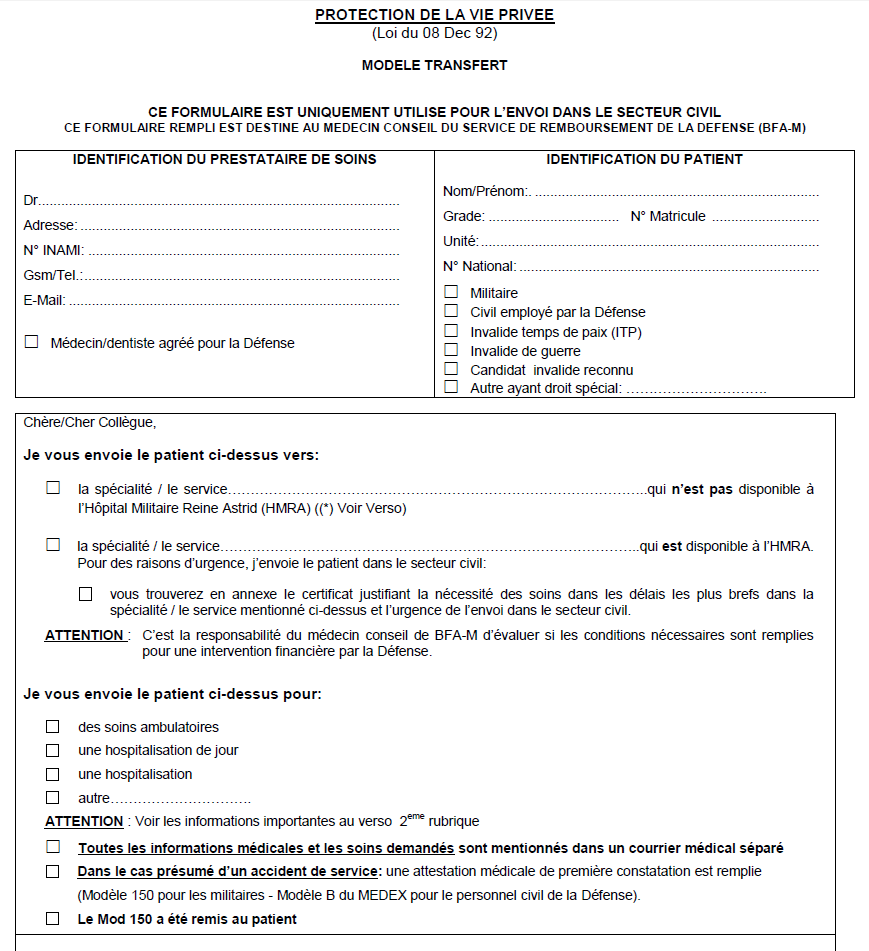 PROTECTION DE LA VIE PRIVEE
(Loi du 08 Dec 92)
MODELE TRANSFERT
CE FORMULAIRE EST UNIQUEMENT UTILISE POUR L'ENVOI DANS LE SECTEUR CIVIL
CE FORMULAIRE REMPLI EST DESTINE AU MEDECIN CONSEIL DU SERVICE DE REMBOURSEMENT DE LA DEFENSE (BFA-M)
IDENTIFICATION DU PRESTATAIRE DE SOINS
Dr............................................................
Adresse: ............................................................
N° INAMI: ............................................................
Gsm/Tel.:............................................................
E-Mail: ............................................................
☐ Médecin/dentiste agréé pour la Défense
IDENTIFICATION DU PATIENT
Nom/Prénom:. ............................................................
Grade: ................................ N° Matricule ...........................
Unité:............................................................
N° National:............................................................
☐ Militaire
☐ Civil employé par la Défense
☐ Invalide temps de paix (ITP)
☐ Invalide de guerre
☐ Candidat invalide reconnu
☐ Autre ayant droit spécial: ................................
Chère/Cher Collègue,
Je vous envoie le patient ci-dessus vers:
☐ la spécialité / le service............................................................qui n'est pas disponible à
l'Hôpital Militaire Reine Astrid (HMRA) ((*) Voir Verso)
☐ la spécialité / le service............................................................qui est disponible à l'HMRA.
Pour des raisons d'urgence, j'envoie le patient dans le secteur civil:
☐ vous trouverez en annexe le certificat justifiant la nécessité des soins dans les délais les plus brefs dans la
spécialité / le service mentionné ci-dessus et l'urgence de l'envoi dans le secteur civil.
ATTENTION : C'est la responsabilité du médecin conseil de BFA-M d'évaluer si les conditions nécessaires sont remplies
pour une intervention financière par la Défense.
Je vous envoie le patient ci-dessus pour:
☐ des soins ambulatoires
☐ une hospitalisation de jour
☐ une hospitalisation
☐ autre................................
ATTENTION : Voir les informations importantes au verso 2eme rubrique
☐ Toutes les informations médicales et les soins demandés sont mentionnés dans un courrier médical séparé
☐ Dans le cas présumé d'un accident de service: une attestation médicale de première constatation est remplie
(Modèle 150 pour les militaires - Modèle B du MEDEX pour le personnel civil de la Défense).
☐ Le Mod 150 a été remis au patient